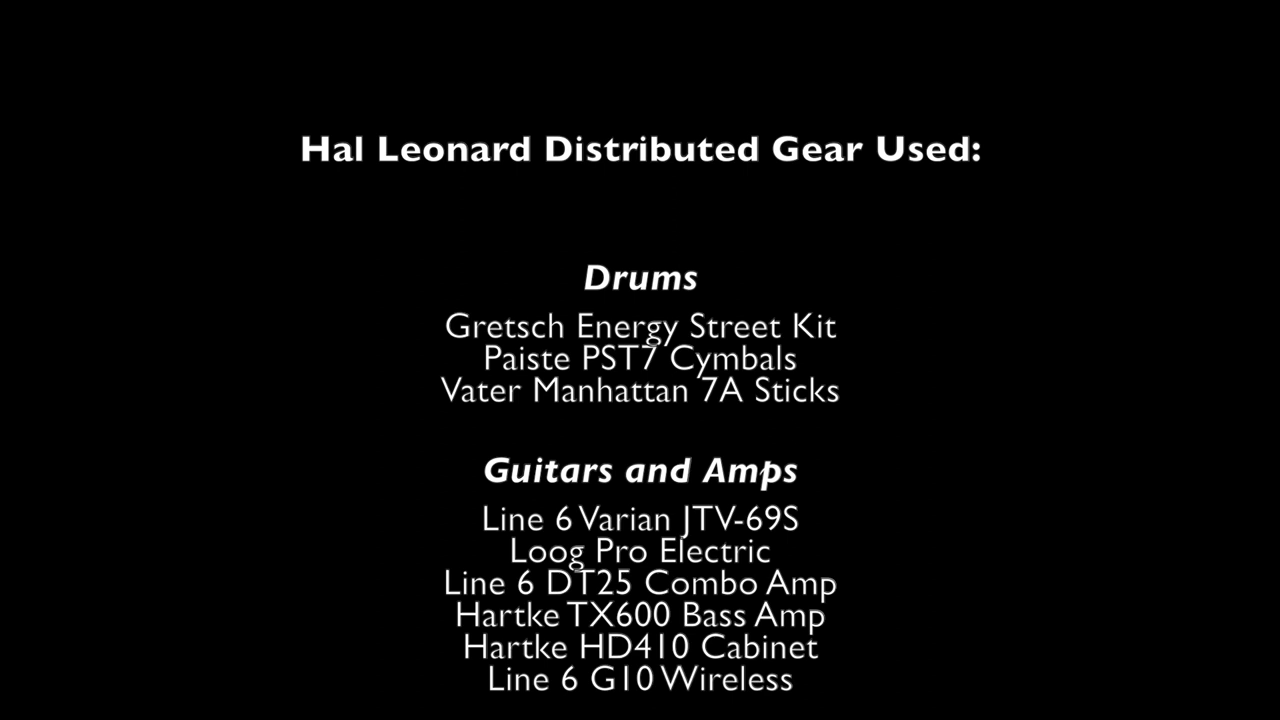 Hal Leonard Distributed Gear Used:
Drums
Gretsch Energy Street Kit
Paiste PST7 Cymbals
Vater Manhattan 7A Sticks
Guitars and Amps
Line 6 Varian JTV-69S
Loog Pro Electric
Line 6 DT25 Combo Amp
Hartke TX600 Bass Amp
Hartke HD410 Cabinet
Line 6 G10 Wireless